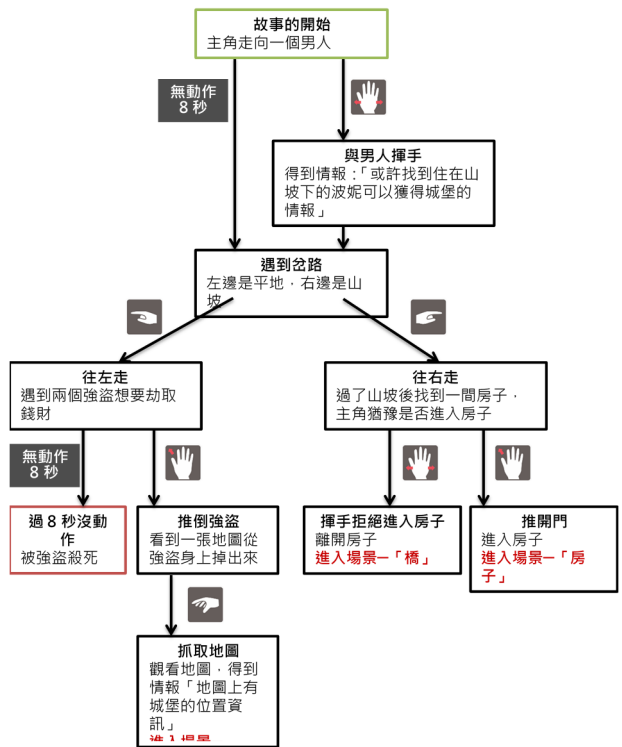 故事的開始
主角走向一個男人
無動作
8 秒
與男人揮手
得到情報：「或許找到住在山
坡下的波妮可以獲得城堡的
情報」
遇到岔路
左邊是平地，右邊是山
坡
往左走
遇到兩個強盜想要劫取
錢財
往右走
過了山坡後找到一間房子，
主角猶豫是否進入房子
無動作
8 秒
過 8 秒沒動
作
被強盜殺死
推倒強盜
看到一張地圖從
強盜身上掉出來
揮手拒絕進入房子
離開房子
進入場景─「橋」
推開門
進入房子
進入場景─「房
子」
抓取地圖
觀看地圖，得到
情報「地圖上有
城堡的位置資
訊」
進入場景